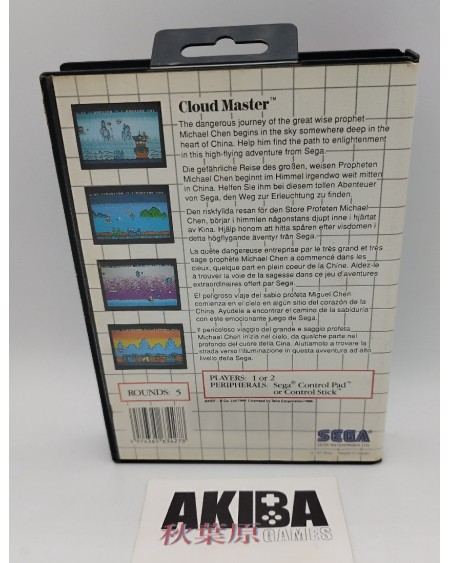 Cloud Master™
The dangerous journey of the great wise prophet
Michael Chen begins in the sky somewhere deep in the
heart of China. Help him find the path to enlightenment
in this high-flying adventure from Sega.
Die gefährliche Reise des großen, weisen Propheten
Michael Chen beginnt im Himmel irgendwo weit mitten
in China. Helfen Sie ihm bei diesem tollen Abenteuer
von Sega, den Weg zur Erleuchtung zu finden.
Den riskfyllda resan för den Store Profeten Michael
Chen, börjar i himmlen någonstans djupt inne i hjärtat
av Kina. Hjälp honom att hitta spåren efter visdomen i
detta högflygande äventyr från Sega.
La quête dangereuse entreprise par le très grand et très
sage prophète Michael Chen a commencé dans les
cieux, quelque part en plein coeur de la Chine. Aidez-le
à trouver la voie de la sagesse dans ce jeu d'aventures
extraordinaires offert par Sega.
El peligroso viaje del sabio profeta Miguel Chen
comienza en el cielo en algún sitio del corazón de la
China. Ayúdele a encontrar el camino de la sabiduría
con este emocionante juego de Sega.
Il pericoloso viaggio del grande e saggio profeta
Michael Chen inizia nel cielo, da qualche parte nel
profondo del cuore della Cina. Aiutiamolo a trovare la
strada verso l'illuminazione in questa avventura ad alto
livello della Sega.
PLAYERS: 1 or 2
PERIPHERALS: Sega® Control Pad™
or Control Stick™
ROUNDS: 5
SEGA
AKIBA
秋葉原GAMES